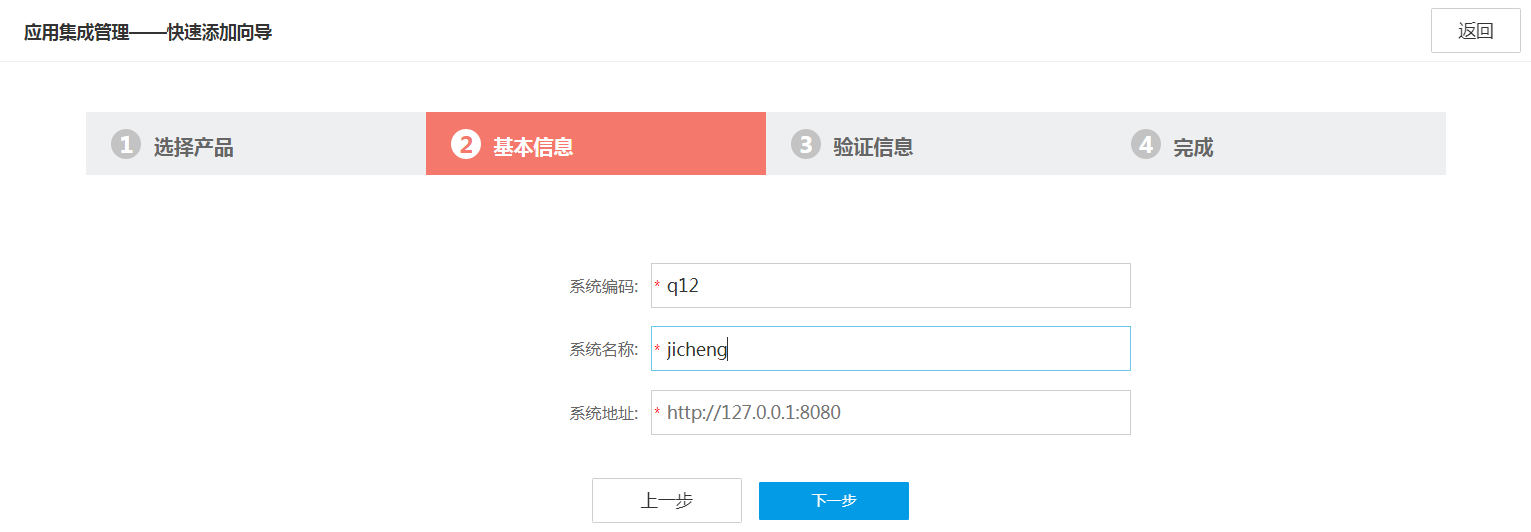 应用集成管理——快速添加向导
返回
1 选择产品
2 基本信息
3 验证信息
4 完成
系统编码: * q12
系统名称: * jicheng
系统地址: * http://127.0.0.1:8080
上一步
下一步